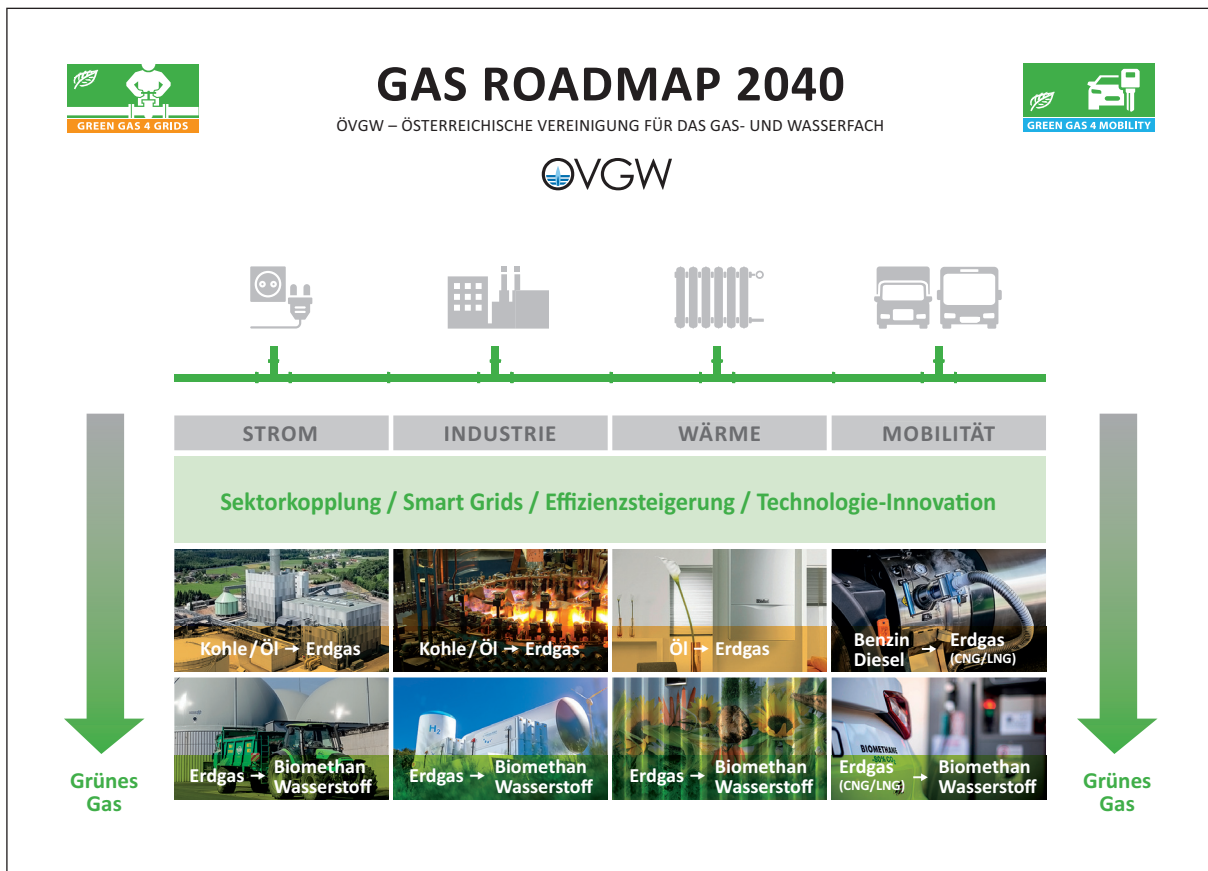 GREEN GAS 4 GRIDS
GAS ROADMAP 2040
ÖVGW – ÖSTERREICHISCHE VEREINIGUNG FÜR DAS GAS- UND WASSERFACH
ÖVGW
GREEN GAS 4 MOBILITY
STROM
INDUSTRIE
WÄRME
MOBILITÄT
Sektorkopplung / Smart Grids / Effizienzsteigerung / Technologie-Innovation
Kohle/Öl → Erdgas
Kohle/Öl → Erdgas
Öl → Erdgas
Benzin
Diesel
→ Erdgas
(CNG/LNG)
Erdgas → Biomethan
Wasserstoff
H2
Erdgas → Biomethan
Wasserstoff
Erdgas → Biomethan
Wasserstoff
BIOMETHANE
Erdgas
(CNG/LNG)
→ Biomethan
Wasserstoff
Grünes
Gas
Grünes
Gas